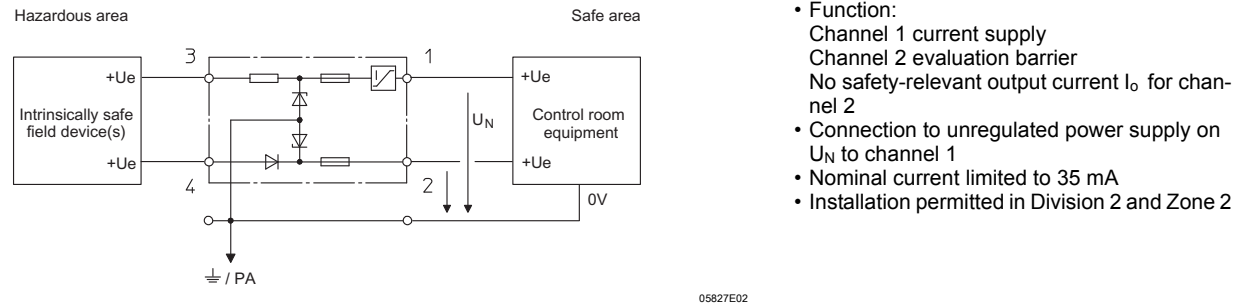 Hazardous area
Safe area
3
1
+Ue
+Ue
Intrinsically safe
field device(s)
U_N
Control room
equipment
+Ue
+Ue
4
2
0V
⏚ / PA
05827E02
• Function:
Channel 1 current supply
Channel 2 evaluation barrier
No safety-relevant output current I₀ for chan-
nel 2
• Connection to unregulated power supply on
U_N to channel 1
• Nominal current limited to 35 mA
• Installation permitted in Division 2 and Zone 2